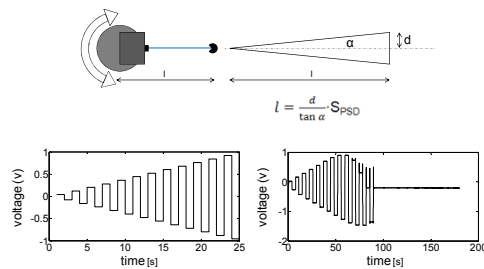 α
d
l
l
l = d / tan α · S_PSD
1
0.5
0
-0.5
-1
0 5 10 15 20 25
voltage (v)
time [s]
1
0
-1
-2
0 50 100 150 200
voltage (v)
time [s]